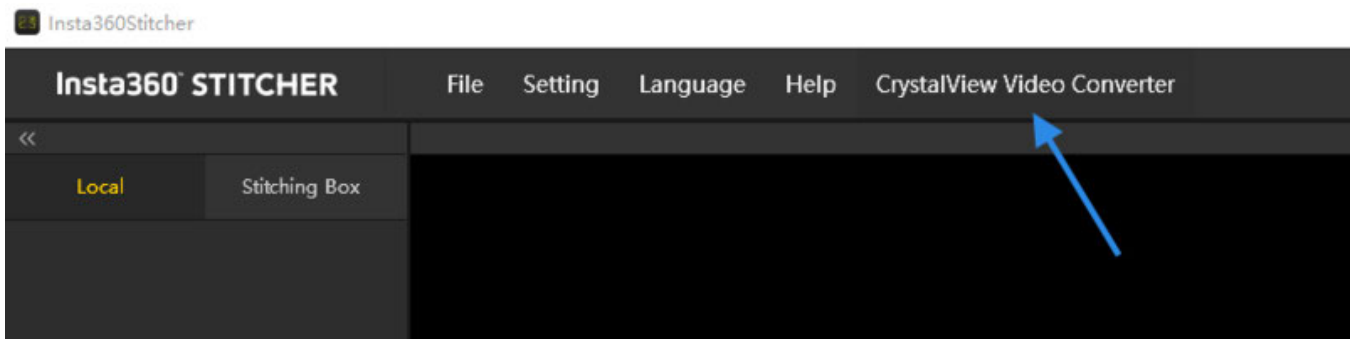 Insta360Stitcher
Insta360 STITCHER File Setting Language Help CrystalView Video Converter
Local Stitching Box